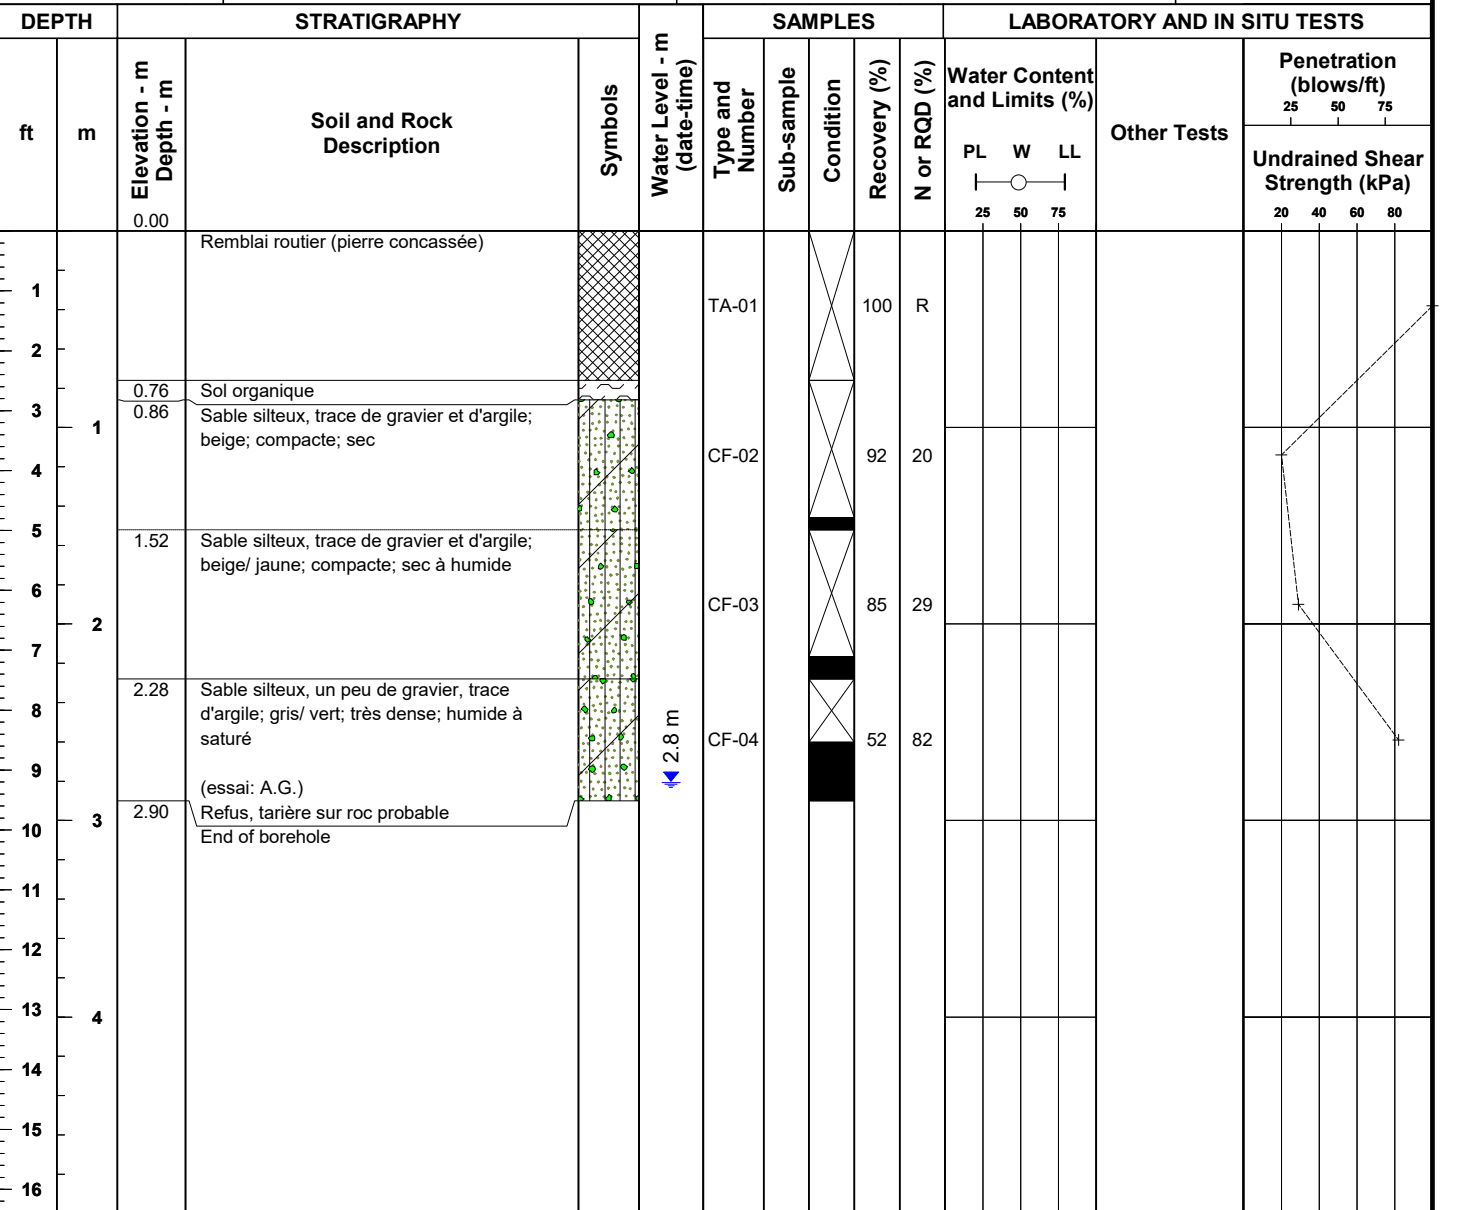 DEPTH
STRATIGRAPHY
SAMPLES
LABORATORY AND IN SITU TESTS
ft
m
Elevation - m
Depth - m
0.00
Soil and Rock
Description
Symbols
Water Level - m
(date-time)
Type and
Number
Sub-sample
Condition
Recovery (%)
N or RQD (%)
Water Content
and Limits (%)
PL W LL
25 50 75
Other Tests
Penetration
(blows/ft)
25 50 75
Undrained Shear
Strength (kPa)
20 40 60 80
Remblai routier (pierre concassée)
1
TA-01 100 R
2
0.76 Sol organique
3
0.86 Sable silteux, trace de gravier et d'argile;
1
beige; compacte; sec
CF-02 92 20
4
5
1.52 Sable silteux, trace de gravier et d'argile;
beige/ jaune; compacte; sec à humide
6
CF-03 85 29
2
7
2.28 Sable silteux, un peu de gravier, trace
8
d'argile; gris/ vert; très dense; humide à
saturé
2.8 m
CF-04 52 82
9
(essai: A.G.)
2.90 Refus, tarière sur roc probable
3
10
End of borehole
11
12
13
4
14
15
16